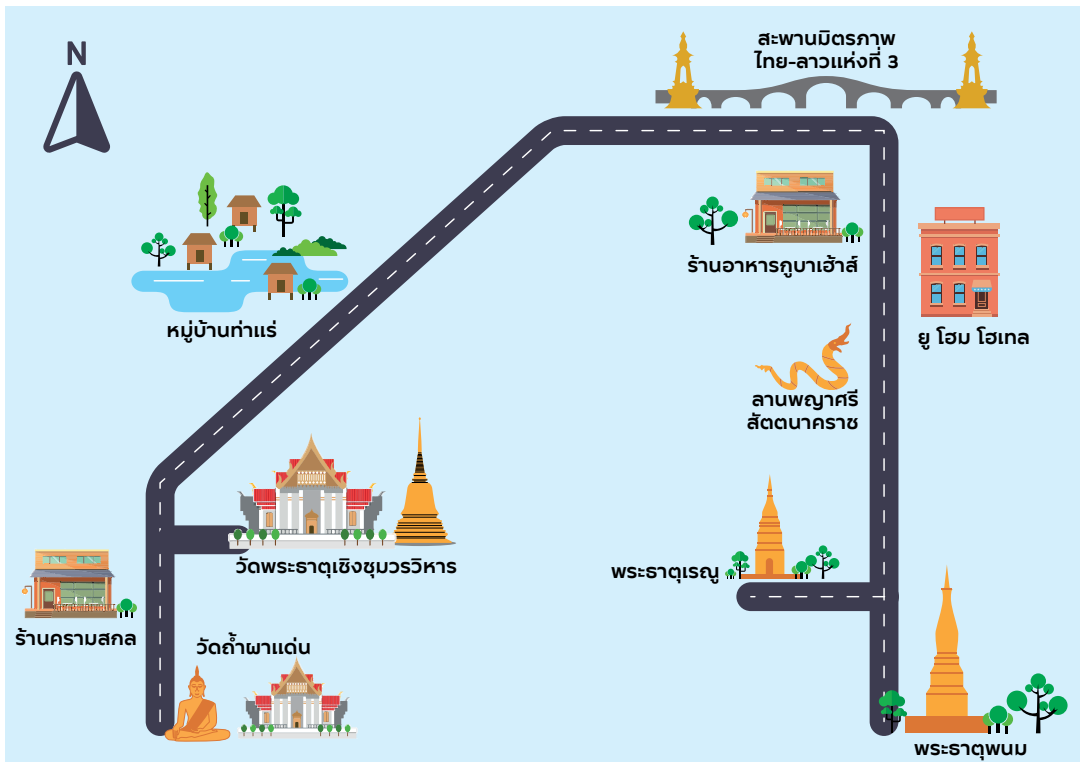 สะพานมิตรภาพ
ไทย-ลาวแห่งที่ 3
N
ร้านอาหารภูบาเฮ้าส์
หมู่บ้านท่าแร่
ยู โฮม โฮเทล
ลานพญาศรี
สัตตนาคราช
วัดพระธาตุเชิงชุมวรวิหาร
พระธาตุเรณู
ร้านครามสกล
วัดถ้ำผาแด่น
พระธาตุพนม